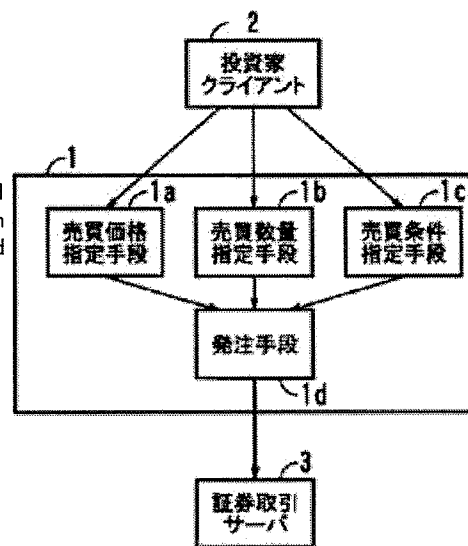 2
投資家
クライアント
1
1a
1b
1c
売買価格
指定手段
売買数量
指定手段
売買条件
指定手段
発注手段
1d
3
証券取引
サーバ